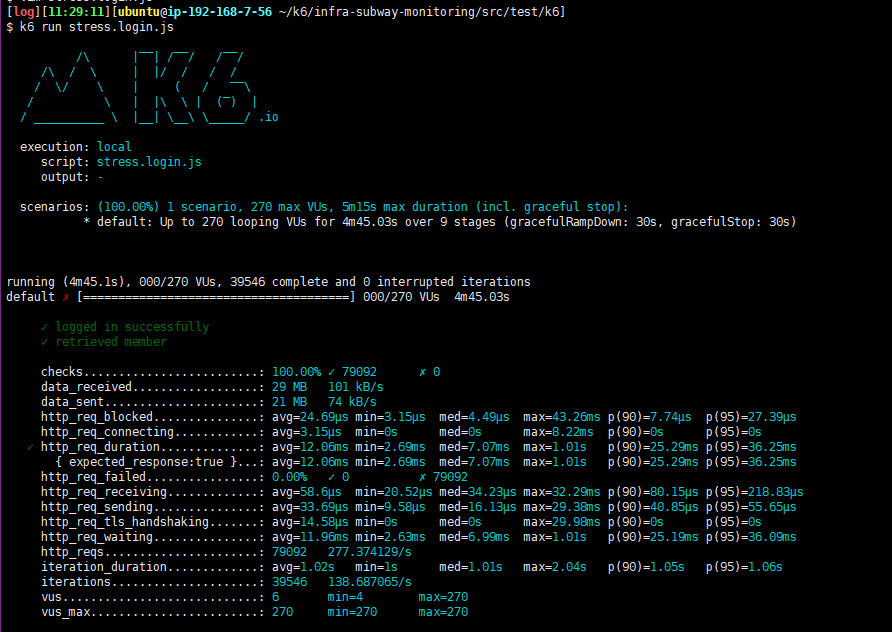 [log][11:29:11][ubuntu@ip-192-168-7-56 ~/k6/infra-subway-monitoring/src/test/k6]
$ k6 run stress.login.js
          /\      |‾‾| /‾‾/   /‾‾/
     /\  /  \     |  |/  /   /  /
    /  \/    \    |     (   /   ‾‾\
   /          \   |  |\  \ |  (‾)  |
  / __________ \  |__| \__\ \_____/ .io
execution: local
script: stress.login.js
output: -
scenarios: (100.00%) 1 scenario, 270 max VUs, 5m15s max duration (incl. graceful stop):
* default: Up to 270 looping VUs for 4m45.03s over 9 stages (gracefulRampDown: 30s, gracefulStop: 30s)
running (4m45.1s), 000/270 VUs, 39546 complete and 0 interrupted iterations
default ✗ [======================================] 000/270 VUs  4m45.03s
✓ logged in successfully
✓ retrieved member
checks.........................: 100.00% ✓ 79092      ✗ 0
data_received..................: 29 MB   101 kB/s
data_sent......................: 21 MB   74 kB/s
http_req_blocked...............: avg=24.69µs min=3.15µs  med=4.49µs  max=43.26ms p(90)=7.74µs  p(95)=27.39µs
http_req_connecting............: avg=3.15µs  min=0s      med=0s      max=8.22ms  p(90)=0s      p(95)=0s
✓ http_req_duration..............: avg=12.06ms min=2.69ms  med=7.07ms  max=1.01s   p(90)=25.29ms p(95)=36.25ms
{ expected_response:true }...: avg=12.06ms min=2.69ms  med=7.07ms  max=1.01s   p(90)=25.29ms p(95)=36.25ms
http_req_failed................: 0.00%   ✓ 0          ✗ 79092
http_req_receiving.............: avg=58.6µs  min=20.52µs med=34.23µs max=32.29ms p(90)=80.15µs p(95)=218.83µs
http_req_sending...............: avg=33.69µs min=9.58µs  med=16.13µs max=29.38ms p(90)=40.85µs p(95)=55.65µs
http_req_tls_handshaking.......: avg=14.58µs min=0s      med=0s      max=29.98ms p(90)=0s      p(95)=0s
http_req_waiting...............: avg=11.96ms min=2.63ms  med=6.99ms  max=1.01s   p(90)=25.19ms p(95)=36.09ms
http_reqs......................: 79092   277.374129/s
iteration_duration.............: avg=1.02s   min=1s      med=1.01s   max=2.04s   p(90)=1.05s   p(95)=1.06s
iterations.....................: 39546   138.687065/s
vus............................: 6       min=4        max=270
vus_max........................: 270     min=270      max=270